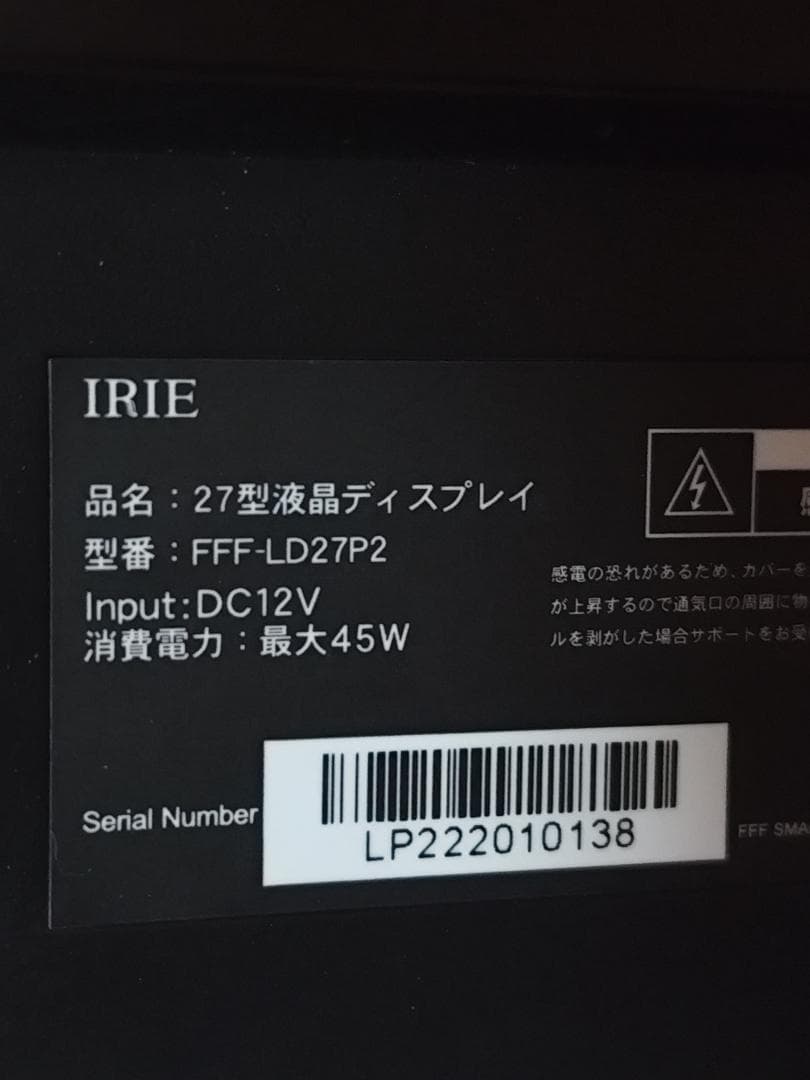 IRIE
品名：27型液晶ディスプレイ
型番：FFF-LD27P2
Input:DC12V
消費電力：最大45W
感電の恐れがあるため、カバーを
が上昇するので通気口の周囲に物
ルを剥がした場合サポートをお受
Serial Number
LP222010138
FFF SMA